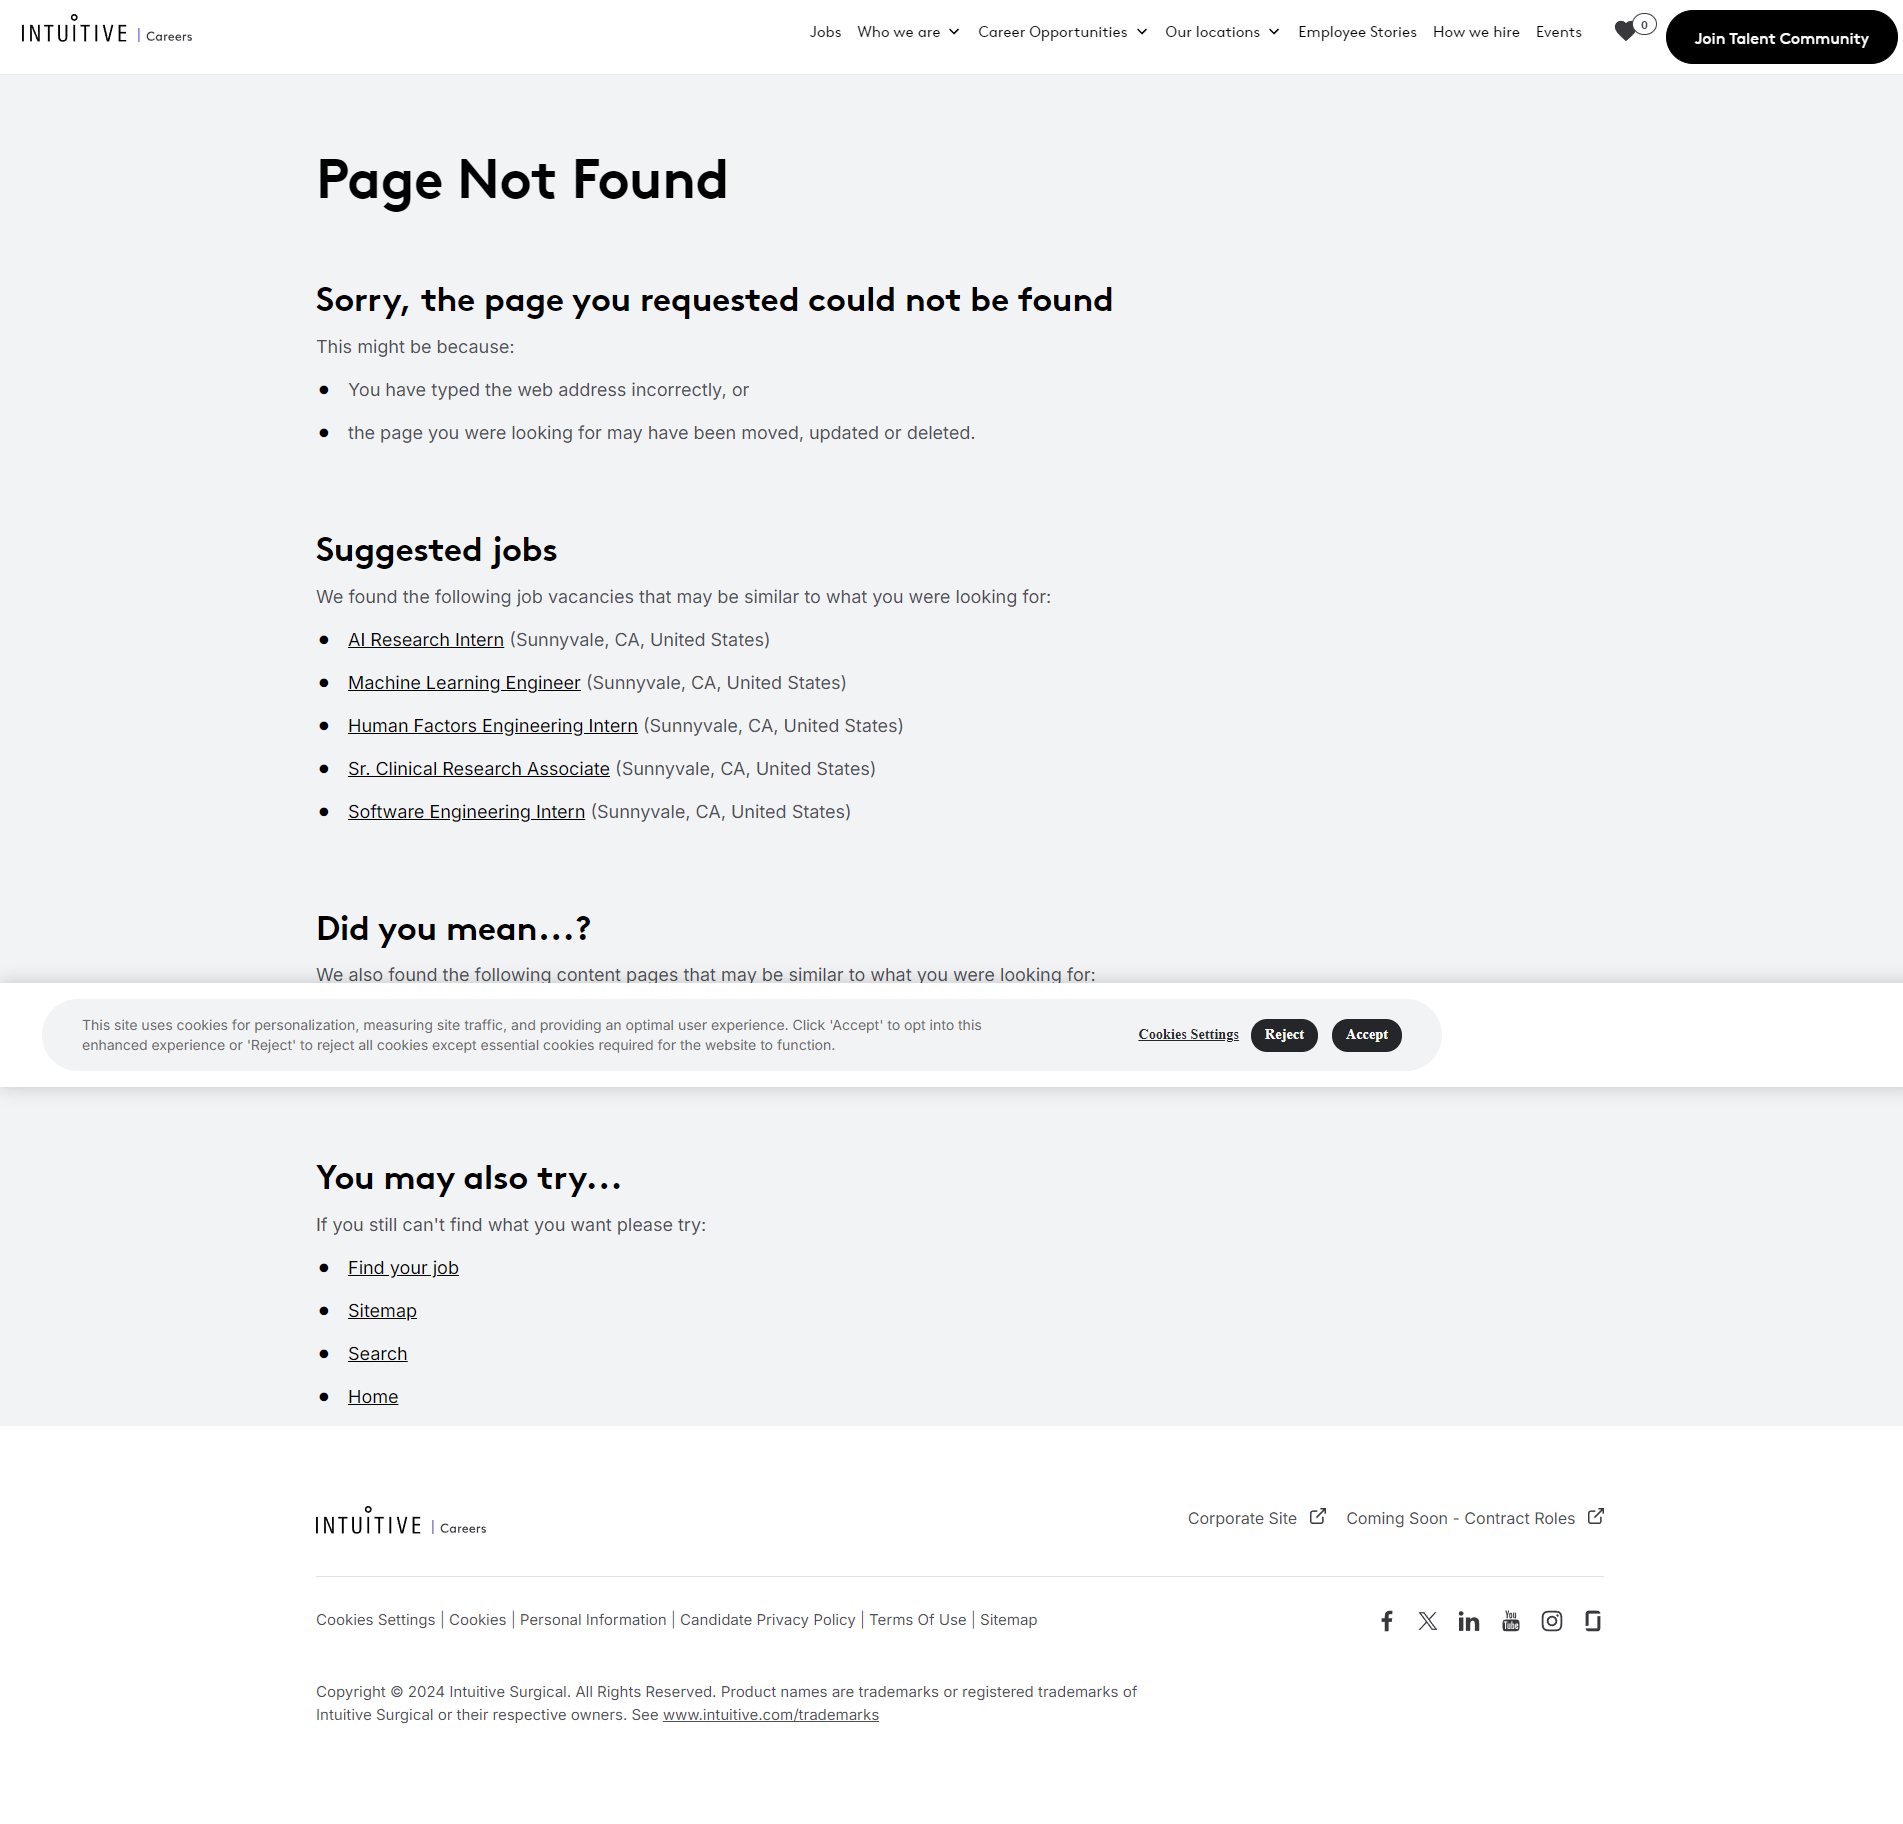 INTUITIVE | Careers
Jobs Who we are Career Opportunities Our locations Employee Stories How we hire Events 0 Join Talent Community
Page Not Found
Sorry, the page you requested could not be found
This might be because:
You have typed the web address incorrectly, or
the page you were looking for may have been moved, updated or deleted.
Suggested jobs
We found the following job vacancies that may be similar to what you were looking for:
AI Research Intern (Sunnyvale, CA, United States)
Machine Learning Engineer (Sunnyvale, CA, United States)
Human Factors Engineering Intern (Sunnyvale, CA, United States)
Sr. Clinical Research Associate (Sunnyvale, CA, United States)
Software Engineering Intern (Sunnyvale, CA, United States)
Did you mean...?
We also found the following content pages that may be similar to what you were looking for:
This site uses cookies for personalization, measuring site traffic, and providing an optimal user experience. Click 'Accept' to opt into this
enhanced experience or 'Reject' to reject all cookies except essential cookies required for the website to function.
Cookies Settings Reject Accept
You may also try...
If you still can't find what you want please try:
Find your job
Sitemap
Search
Home
INTUITIVE | Careers
Corporate Site Coming Soon - Contract Roles
Cookies Settings | Cookies | Personal Information | Candidate Privacy Policy | Terms Of Use | Sitemap
You Tube
Copyright © 2024 Intuitive Surgical. All Rights Reserved. Product names are trademarks or registered trademarks of
Intuitive Surgical or their respective owners. See www.intuitive.com/trademarks